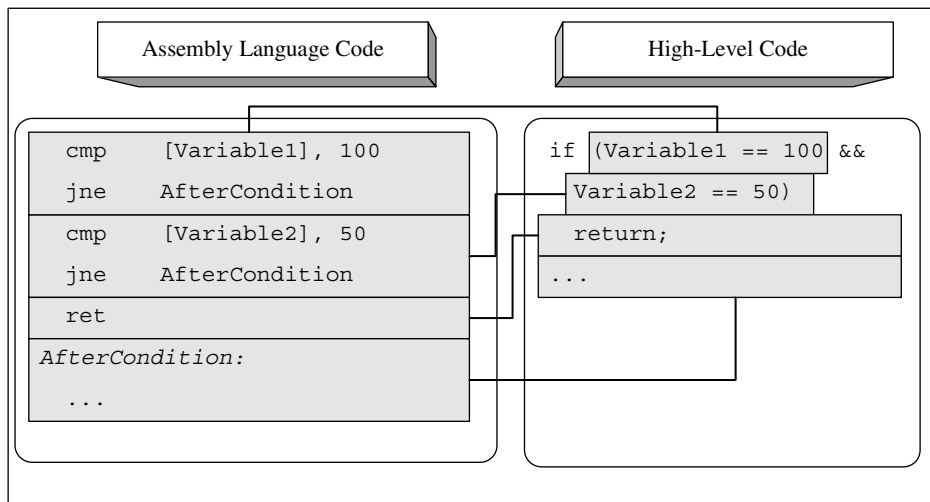 Assembly Language Code
cmp [Variable1], 100
jne AfterCondition
cmp [Variable2], 50
jne AfterCondition
ret
AfterCondition:
...
High-Level Code
if (Variable1 == 100 &&
Variable2 == 50)
return;
...